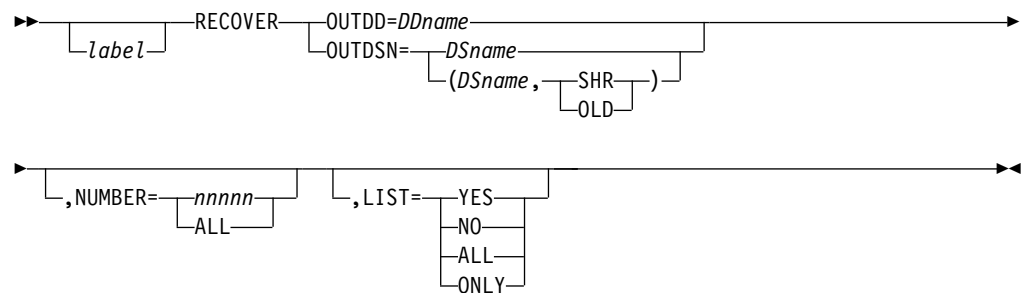 RECOVER OUTDD=DDname
label OUTDSN= DSname
(DSname, SHR )
OLD
,NUMBER= nnnnn ,LIST= YES
ALL NO
ALL
ONLY